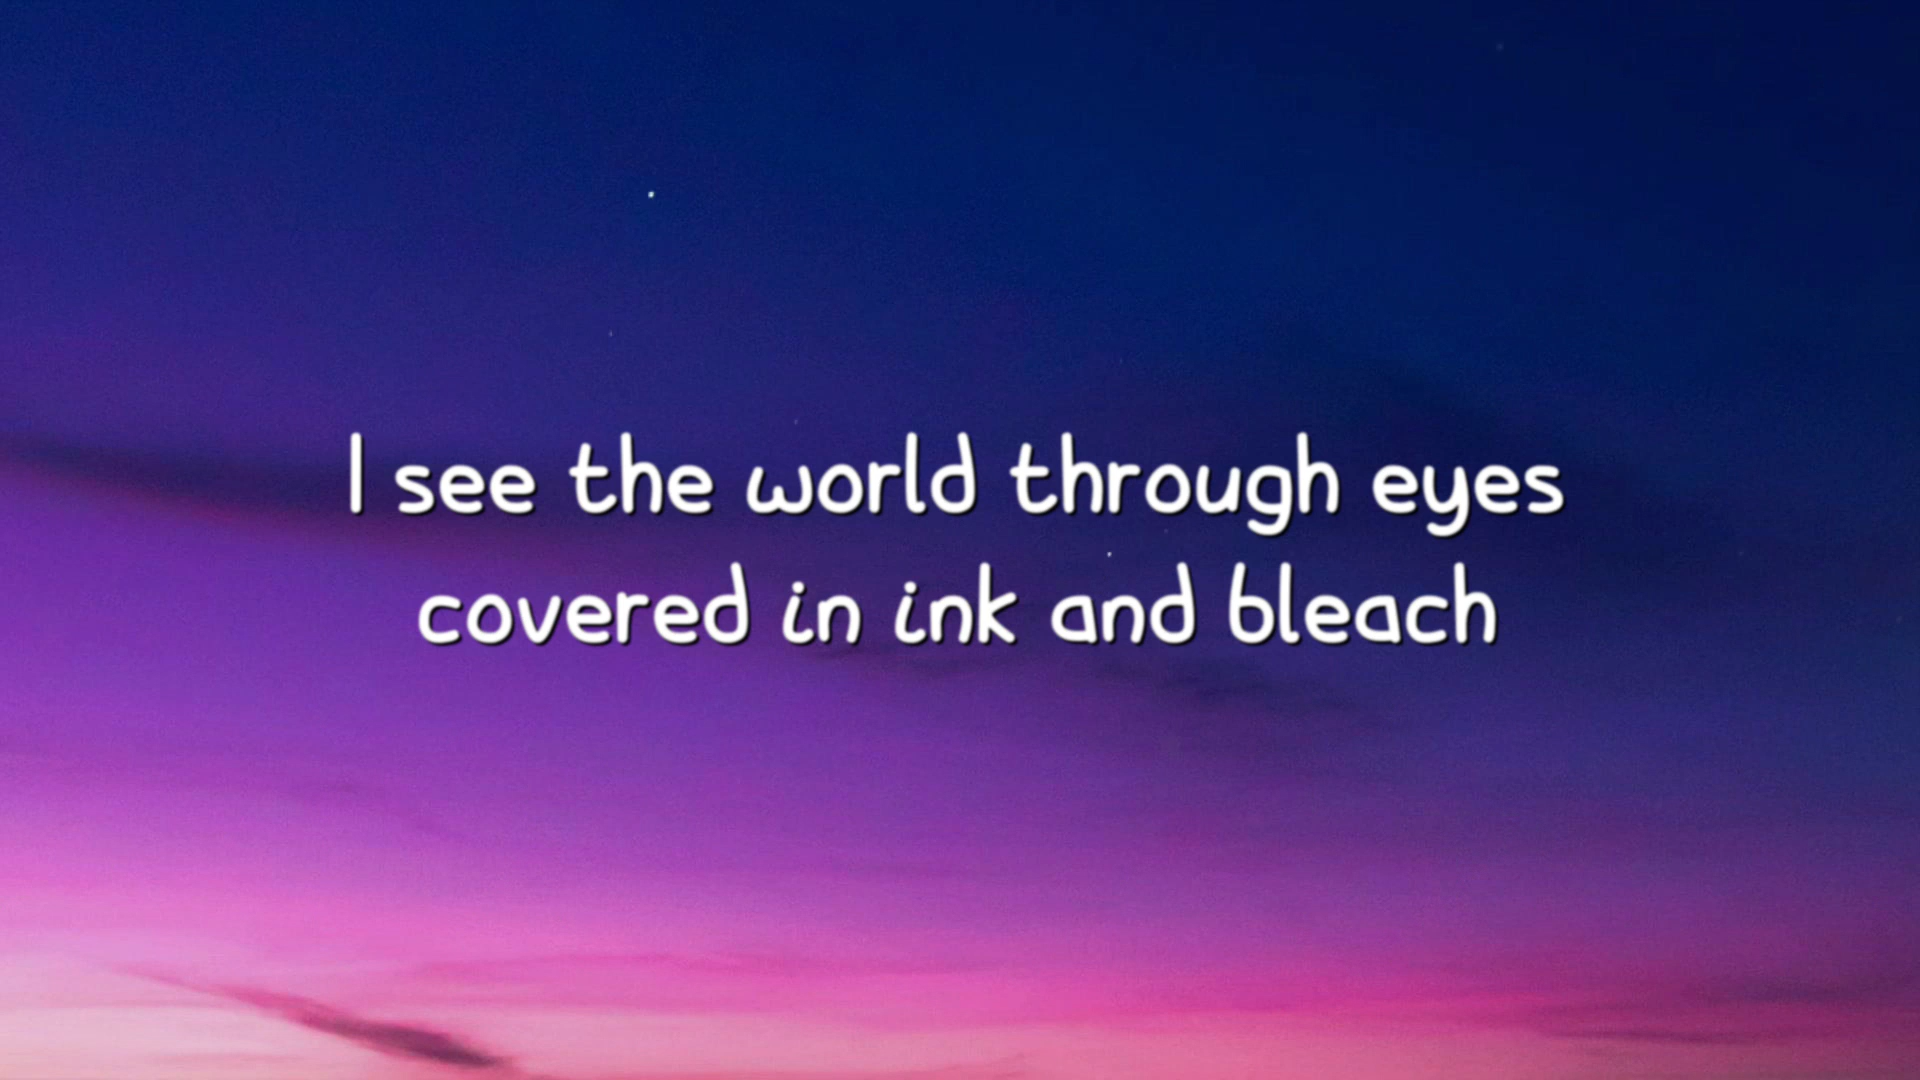 I see the world through eyes
covered in ink and bleach